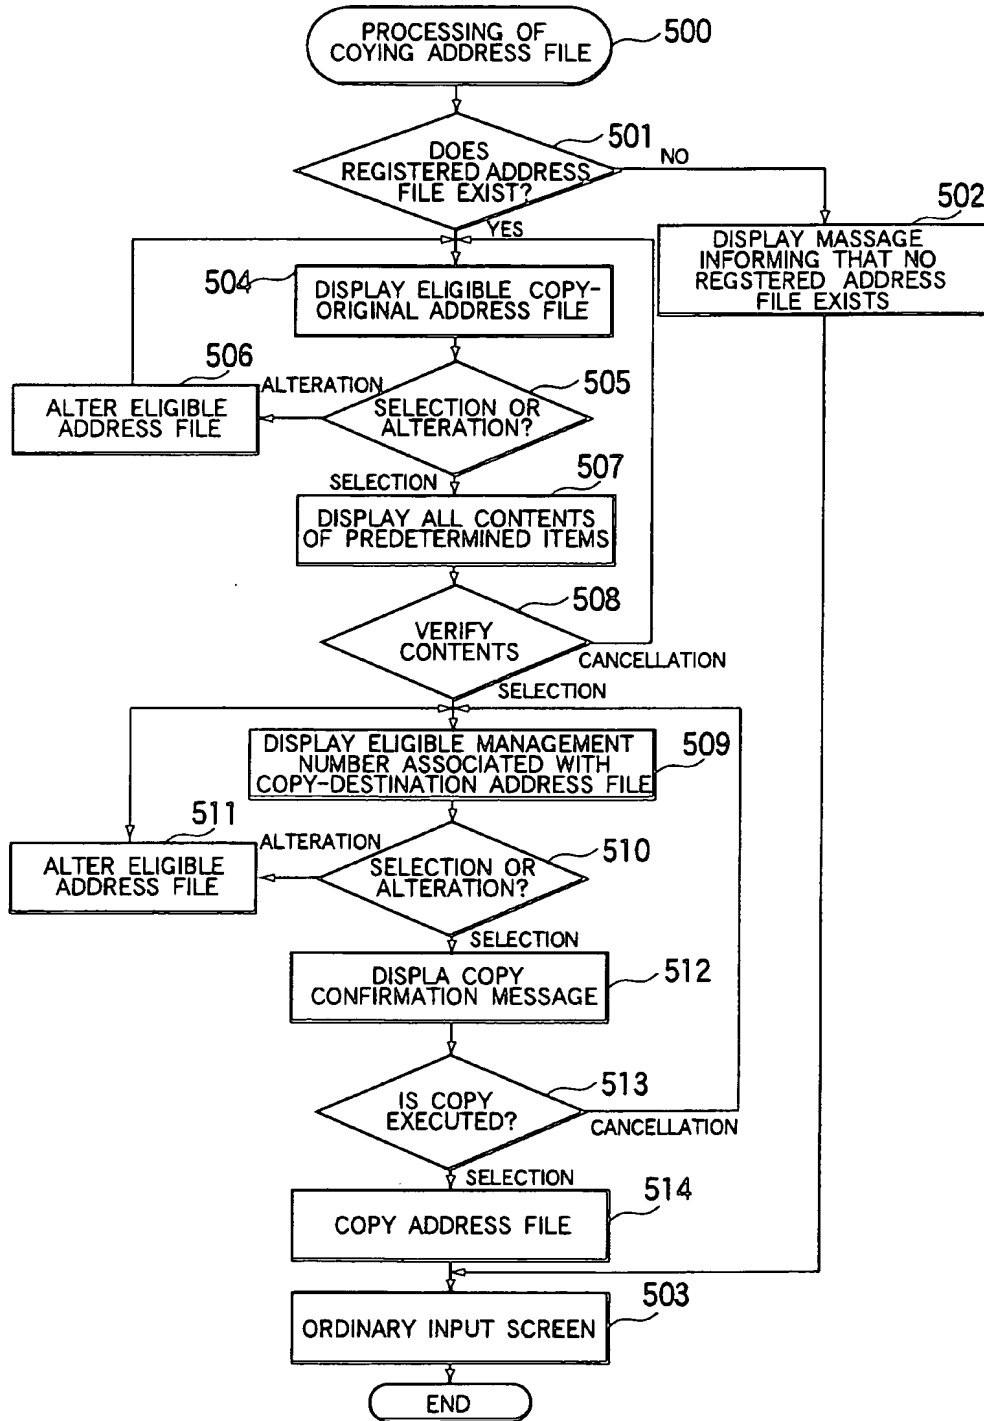 PROCESSING OF
COYING ADDRESS FILE
500
501
DOES
REGISTERED ADDRESS
FILE EXIST?
NO
YES
502
DISPLAY MASSAGE
INFORMING THAT NO
REGSTERED ADDRESS
FILE EXISTS
504
DISPLAY ELIGIBLE COPY-
ORIGINAL ADDRESS FILE
506
ALTERATION
505
ALTER ELIGIBLE
ADDRESS FILE
SELECTION OR
ALTERATION?
SELECTION
507
DISPLAY ALL CONTENTS
OF PREDETERMINED ITEMS
508
VERIFY
CONTENTS
CANCELLATION
SELECTION
DISPLAY ELIGIBLE MANAGEMENT
NUMBER ASSOCIATED WITH
COPY-DESTINATION ADDRESS FILE
509
511
ALTERATION
510
ALTER ELIGIBLE
ADDRESS FILE
SELECTION OR
ALTERATION?
SELECTION
DISPLA COPY
CONFIRMATION MESSAGE
512
513
IS COPY
EXECUTED?
CANCELLATION
SELECTION
514
COPY ADDRESS FILE
503
ORDINARY INPUT SCREEN
END